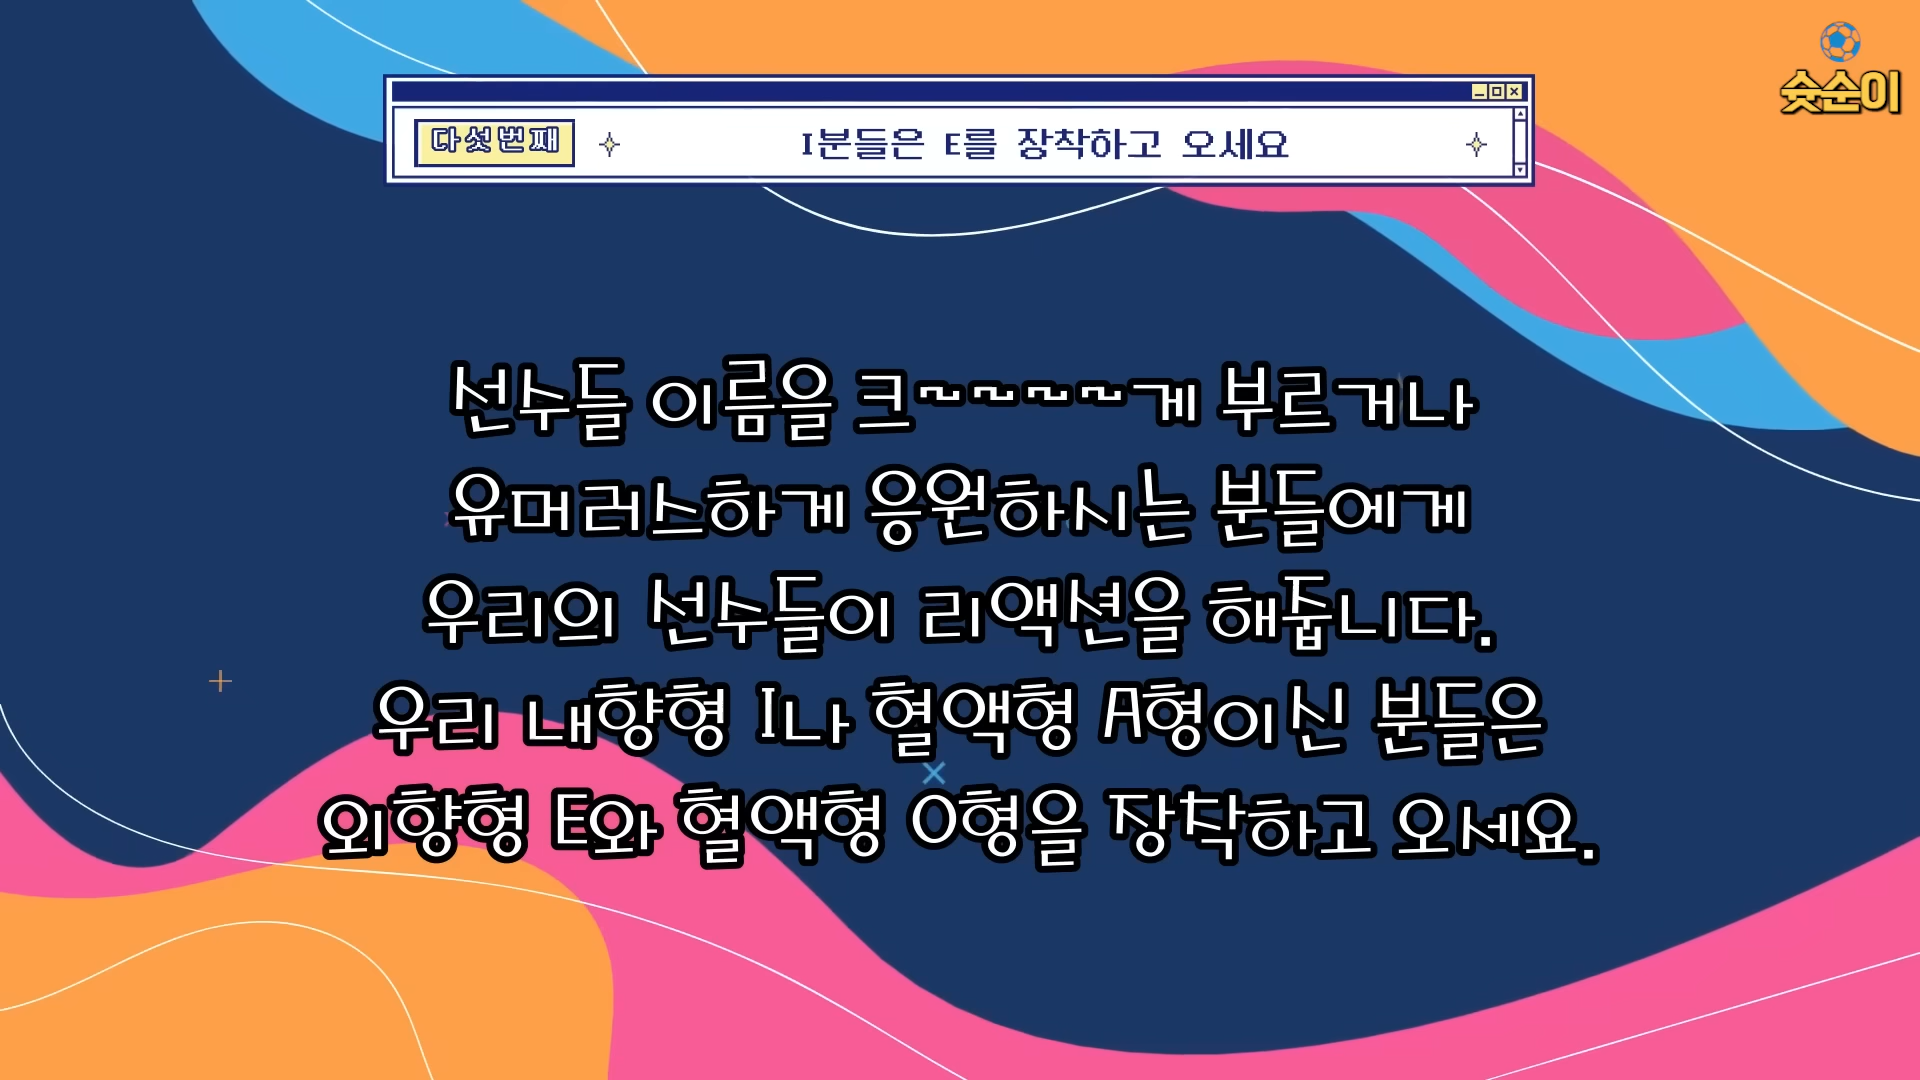 슛순이
다섯번째
I분들은 E를 장착하고 오세요
선수들 이름을 크~~~~게 부르거나
유머러스하게 응원하시는 분들에게
우리의 선수들이 리액션을 해줍니다.
우리 내향형 I나 혈액형 A형이신 분들은
외향형 E와 혈액형 O형을 장착하고 오세요.